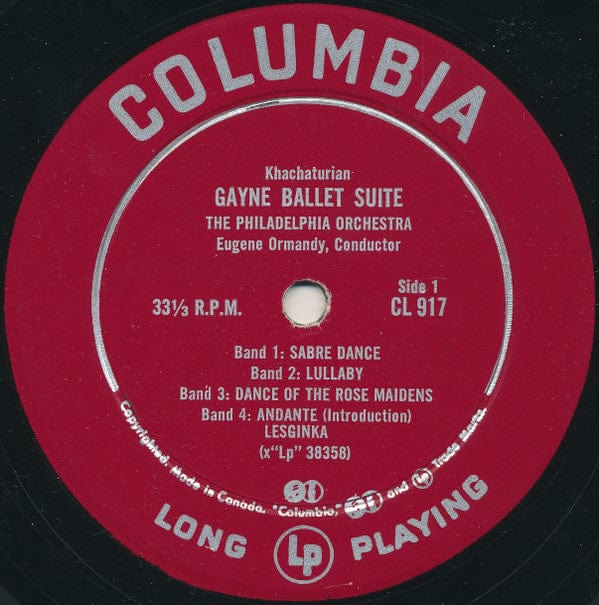 COLUMBIA
Khachaturian
GAYNE BALLET SUITE
THE PHILADELPHIA ORCHESTRA
Eugene Ormandy, Conductor
33⅓ R.P.M.
Side 1
CL 917
Band 1: SABRE DANCE
Band 2: LULLABY
Band 3: DANCE OF THE ROSE MAIDENS
Band 4: ANDANTE (Introduction)
LESGINKA
(x"Lp" 38358)
Copyrighted. Made in Canada. "Columbia," and Lp Trade Marks.
LONG Lp PLAYING